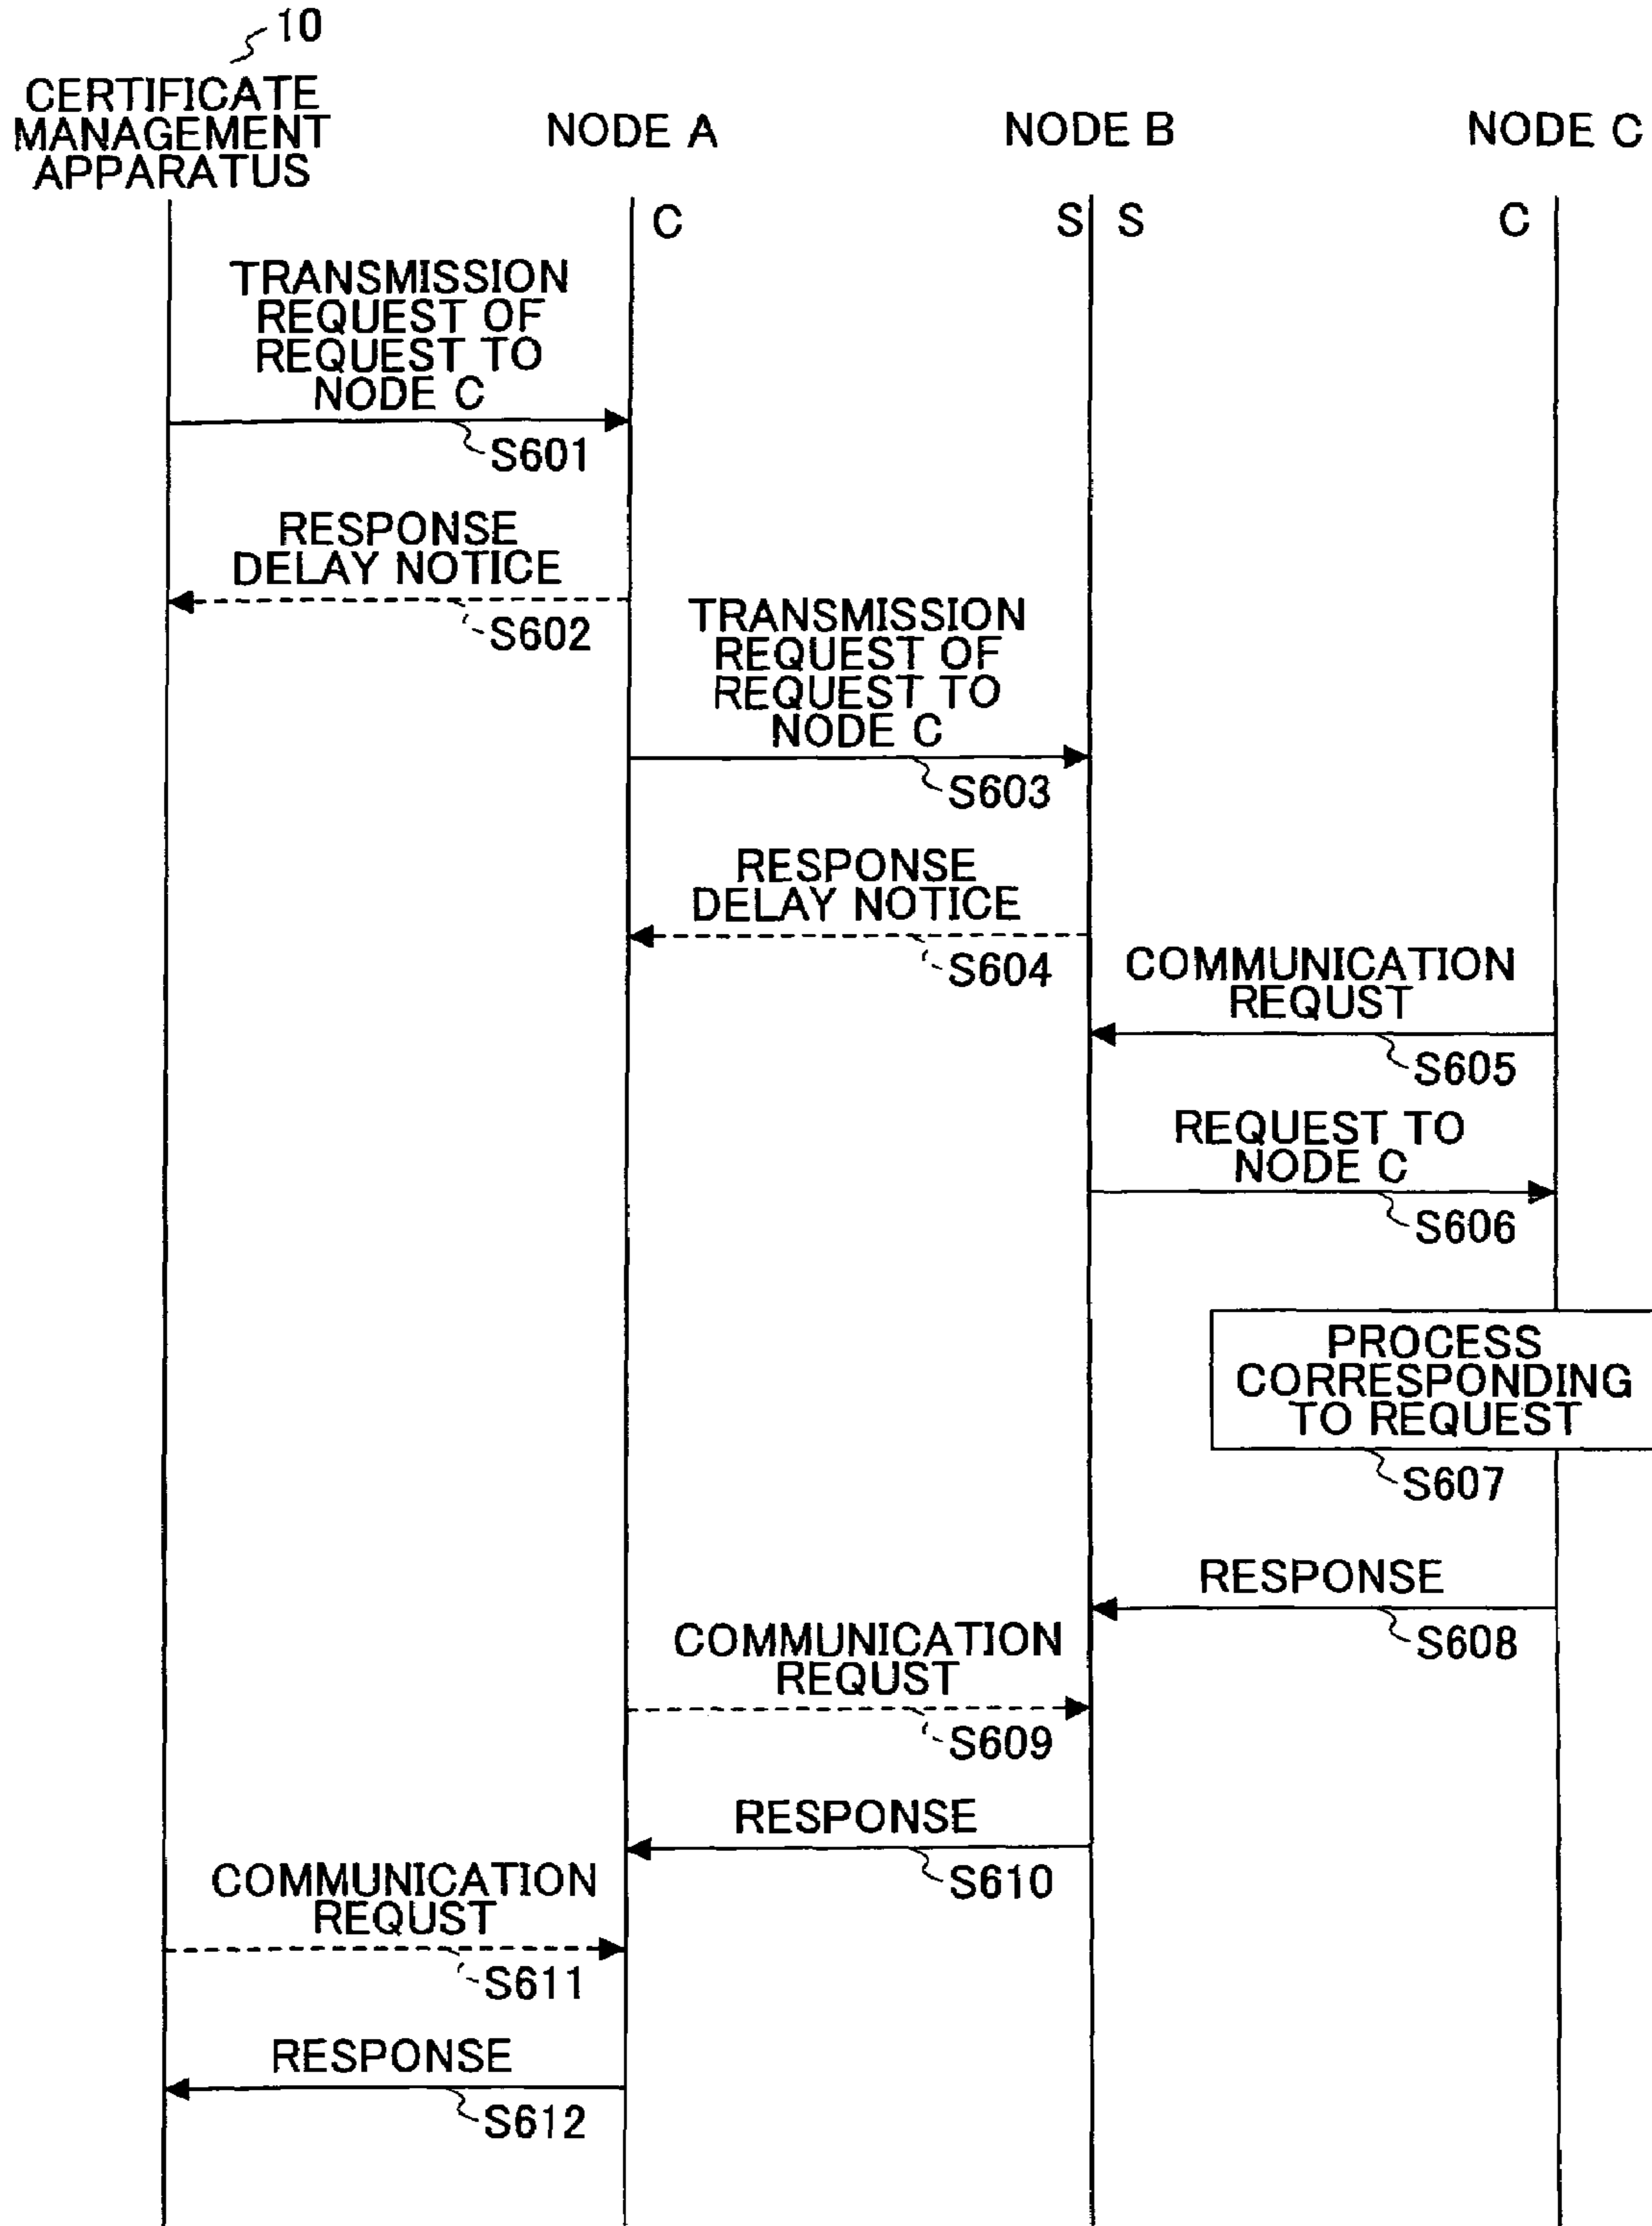 10
CERTIFICATE
MANAGEMENT
APPARATUS
NODE A
NODE B
NODE C
C
S
S
C
TRANSMISSION
REQUEST OF
REQUEST TO
NODE C
S601
RESPONSE
DELAY NOTICE
S602
TRANSMISSION
REQUEST OF
REQUEST TO
NODE C
S603
RESPONSE
DELAY NOTICE
S604
COMMUNICATION
REQUST
S605
REQUEST TO
NODE C
S606
PROCESS
CORRESPONDING
TO REQUEST
S607
RESPONSE
S608
COMMUNICATION
REQUST
S609
RESPONSE
S610
COMMUNICATION
REQUST
S611
RESPONSE
S612